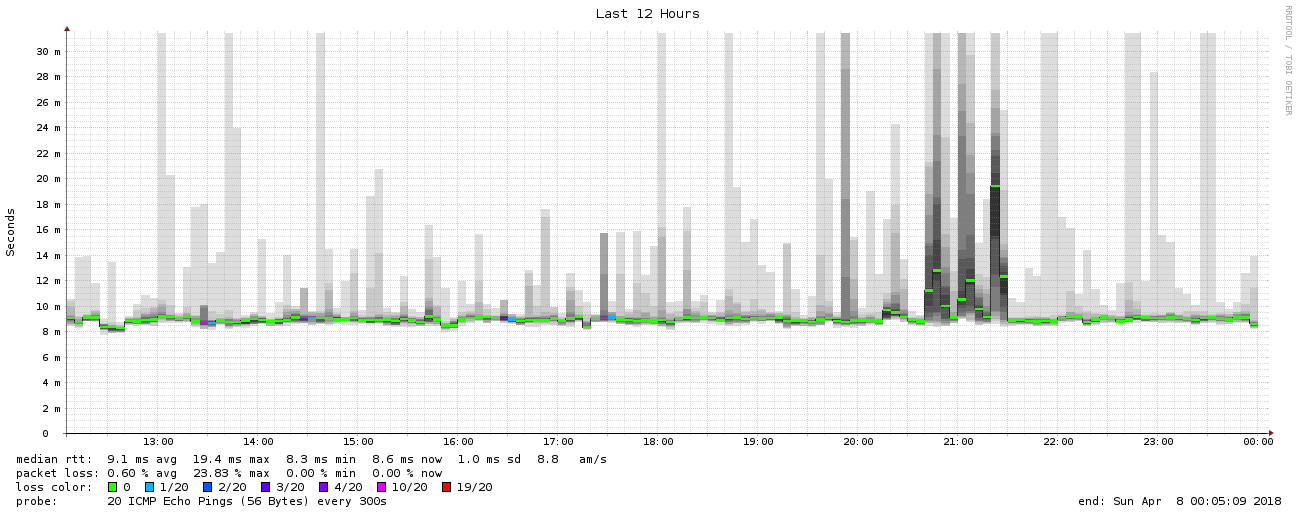 Last 12 Hours
RRDTOOL / TOBI OETIKER
Seconds
30 m
28 m
26 m
24 m
22 m
20 m
18 m
16 m
14 m
12 m
10 m
8 m
6 m
4 m
2 m
0
13:00 14:00 15:00 16:00 17:00 18:00 19:00 20:00 21:00 22:00 23:00 00:00
median rtt: 9.1 ms avg 19.4 ms max 8.3 ms min 8.6 ms now 1.0 ms sd 8.8 am/s
packet loss: 0.60 % avg 23.83 % max 0.00 % min 0.00 % now
loss color: 0 1/20 2/20 3/20 4/20 10/20 19/20
probe: 20 ICMP Echo Pings (56 Bytes) every 300s end: Sun Apr 8 00:05:09 2018